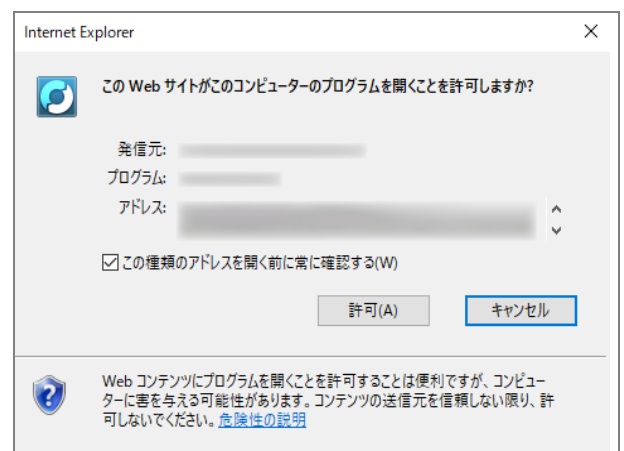 Internet Explorer
この Web サイトがこのコンピューターのプログラムを開くことを許可しますか?
発信元:
プログラム:
アドレス:
この種類のアドレスを開く前に常に確認する(W)
許可(A)
キャンセル
Web コンテンツにプログラムを開くことを許可することは便利ですが、コンピュー
ターに害を与える可能性があります。コンテンツの送信元を信頼しない限り、許
可しないでください。危険性の説明